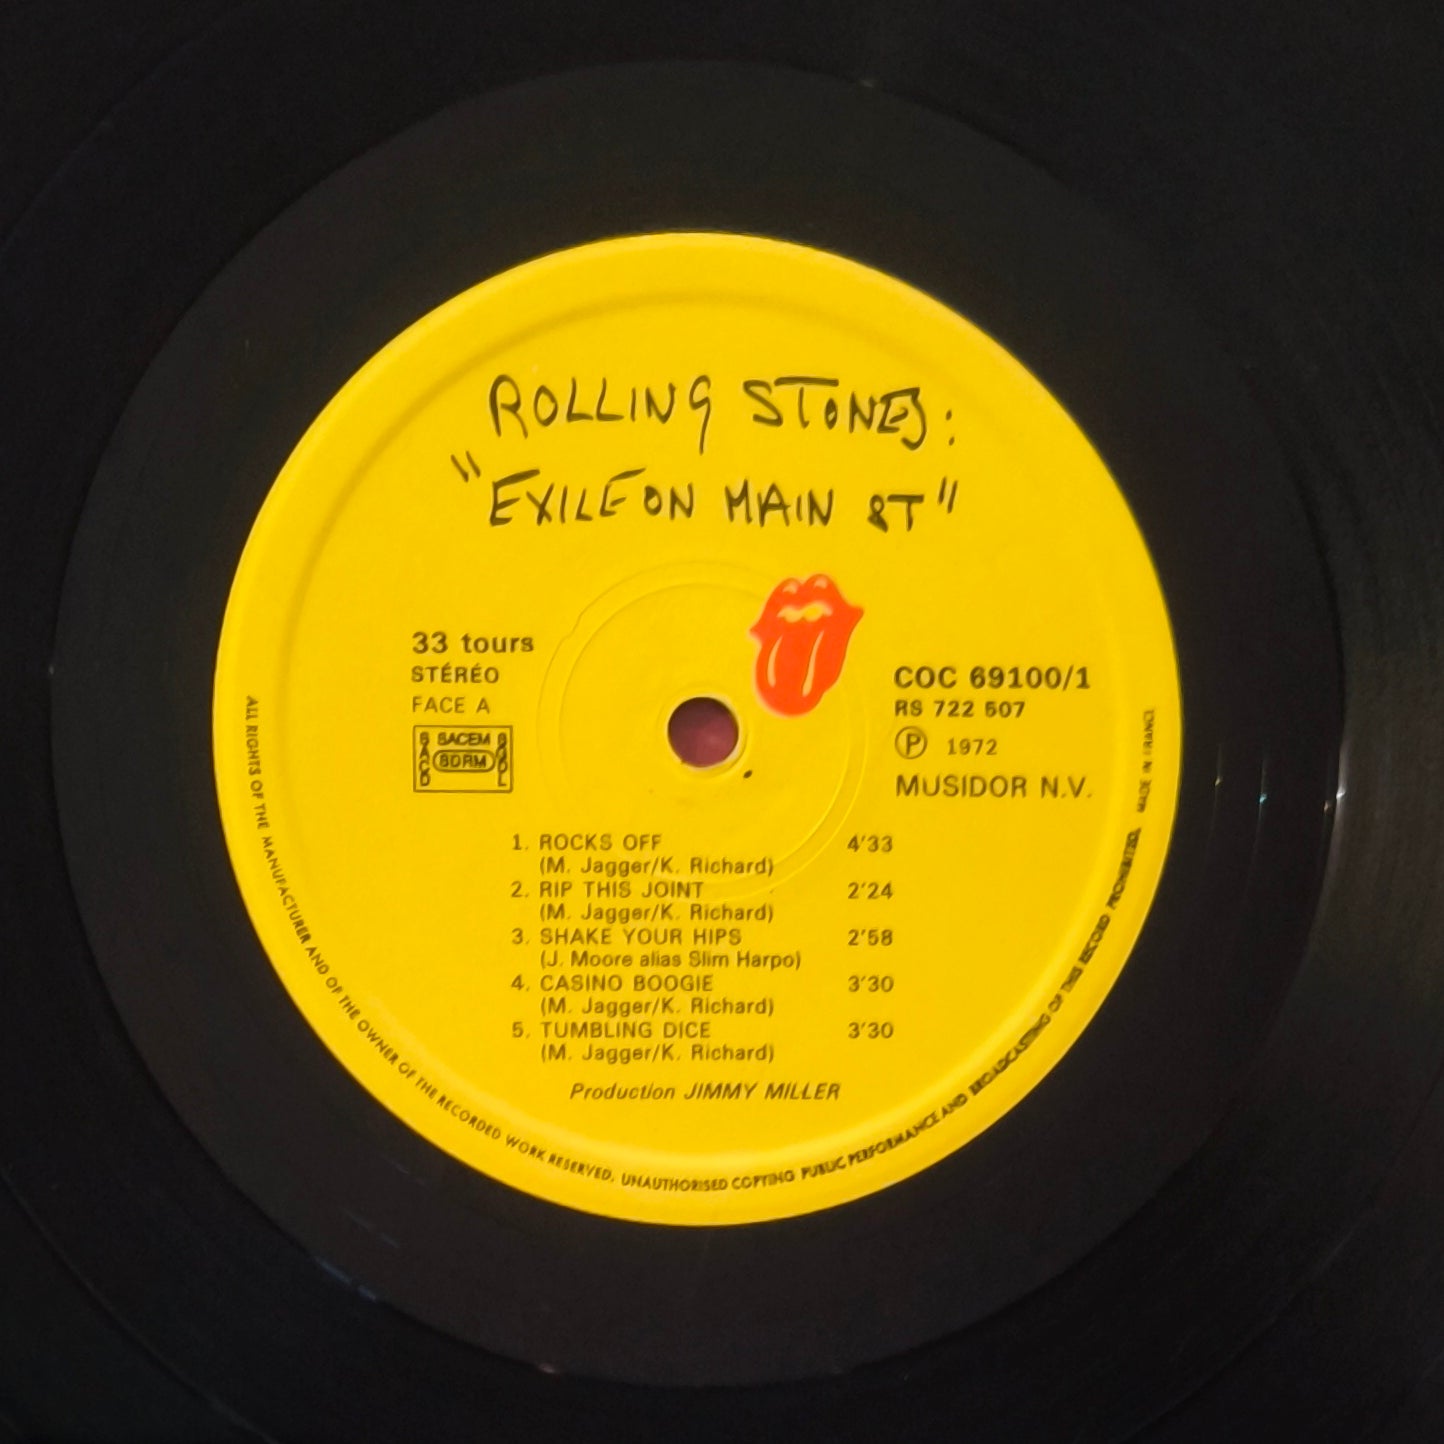 ROLLING STONES:
"EXILE ON MAIN ST"
33 tours
STÉRÉO
FACE A
SACEM
SACD
SDRM
SGDL
COC 69100/1
RS 722 507
Ⓟ 1972
MUSIDOR N.V.
1. ROCKS OFF 4'33
(M. Jagger/K. Richard)
2. RIP THIS JOINT 2'24
(M. Jagger/K. Richard)
3. SHAKE YOUR HIPS 2'58
(J. Moore alias Slim Harpo)
4. CASINO BOOGIE 3'30
(M. Jagger/K. Richard)
5. TUMBLING DICE 3'30
(M. Jagger/K. Richard)
Production JIMMY MILLER
ALL RIGHTS OF THE MANUFACTURER AND OF THE OWNER OF THE RECORDED WORK RESERVED. UNAUTHORISED COPYING PUBLIC PERFORMANCE AND BROADCASTING OF THIS RECORD PROHIBITED. MADE IN FRANCE